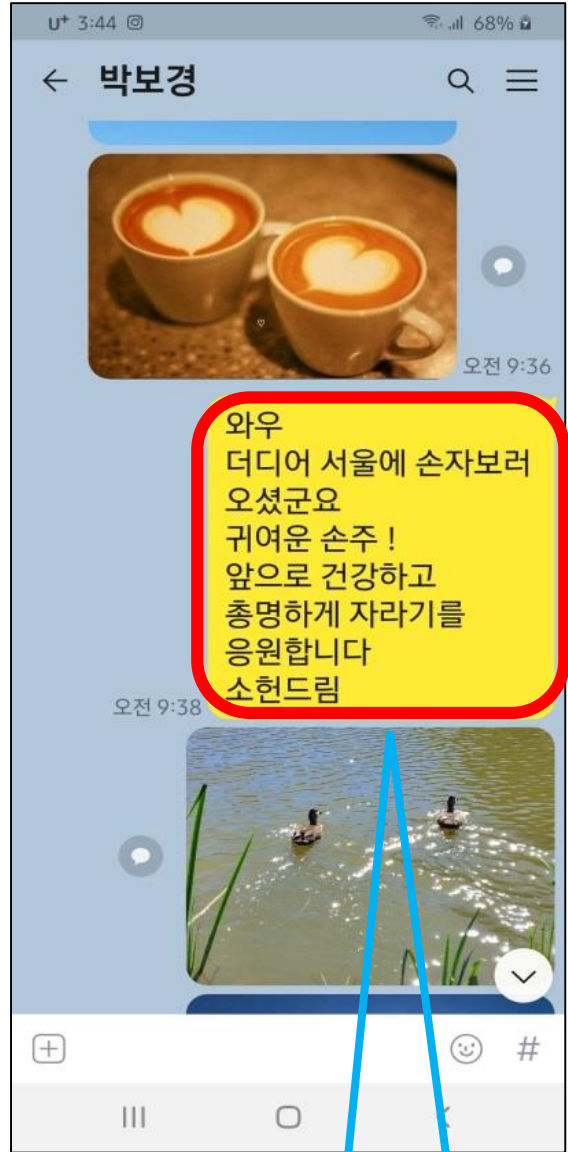 U+ 3:44 68%
박보경
오전 9:36
와우
더디어 서울에 손자보러
오셨군요
귀여운 손주 !
앞으로 건강하고
총명하게 자라기를
응원합니다
소헌드림
오전 9:38
#